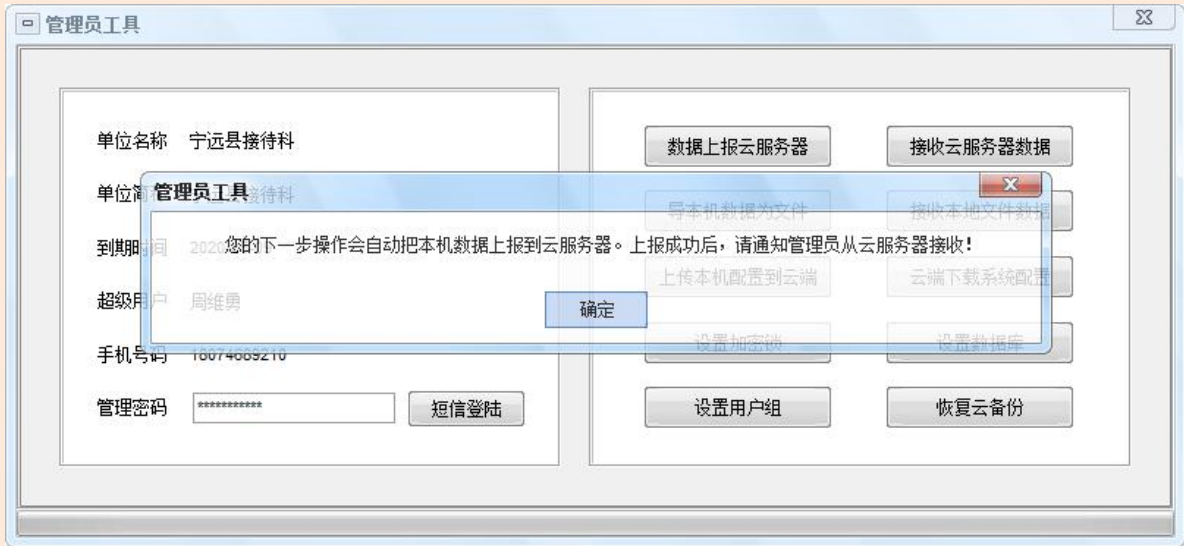 管理员工具
单位名称 宁远县接待科
数据上报云服务器 接收云服务器数据
管理员工具
您的下一步操作会自动把本机数据上报到云服务器。上报成功后，请通知管理员从云服务器接收!
确定
导本机数据为文件 接收本地文件数据
到期时间 2020
上传本机配置到云端 云端下载系统配置
超级用户 周维勇
设置加密锁 设置数据库
手机号码
管理密码 *********** 短信登陆
设置用户组 恢复云备份